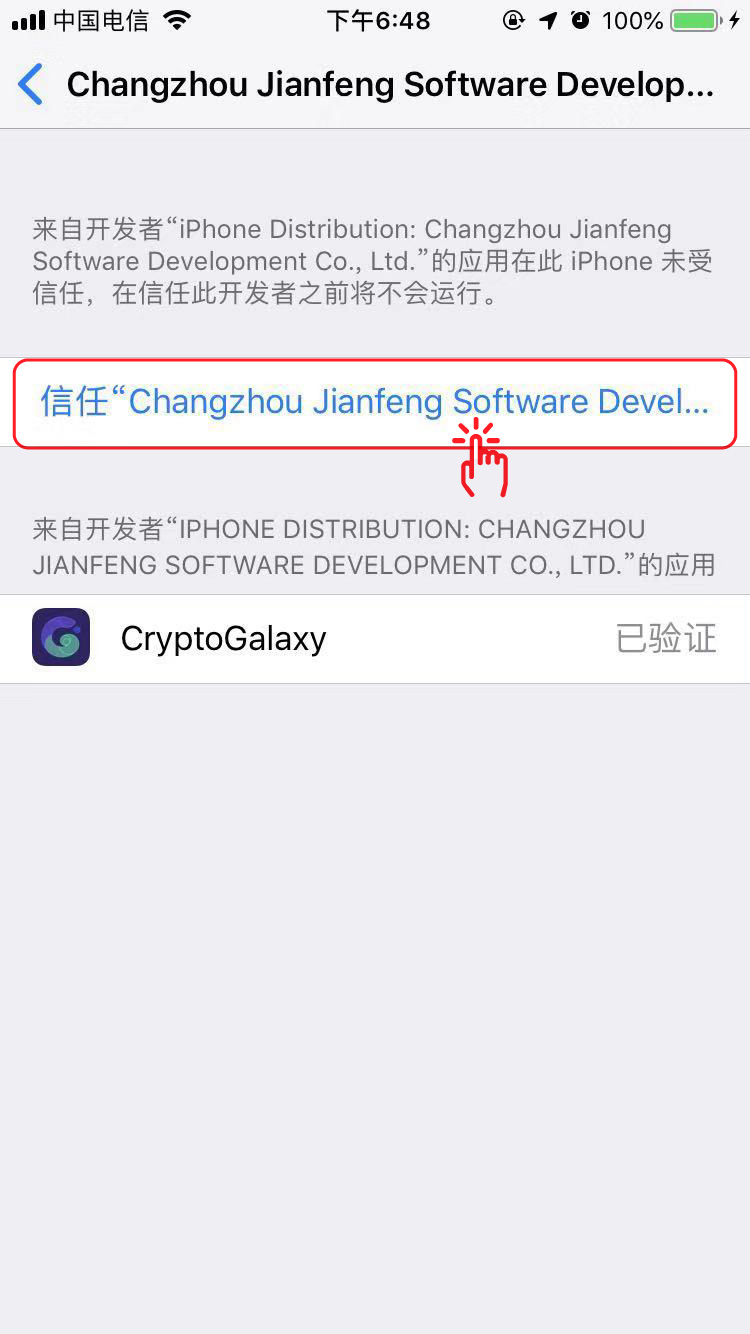 中国电信
下午6:48
100%
Changzhou Jianfeng Software Develop...
来自开发者“iPhone Distribution: Changzhou Jianfeng
Software Development Co., Ltd.”的应用在此 iPhone 未受
信任，在信任此开发者之前将不会运行。
信任“Changzhou Jianfeng Software Devel...
来自开发者“IPHONE DISTRIBUTION: CHANGZHOU
JIANFENG SOFTWARE DEVELOPMENT CO., LTD.”的应用
CryptoGalaxy
已验证